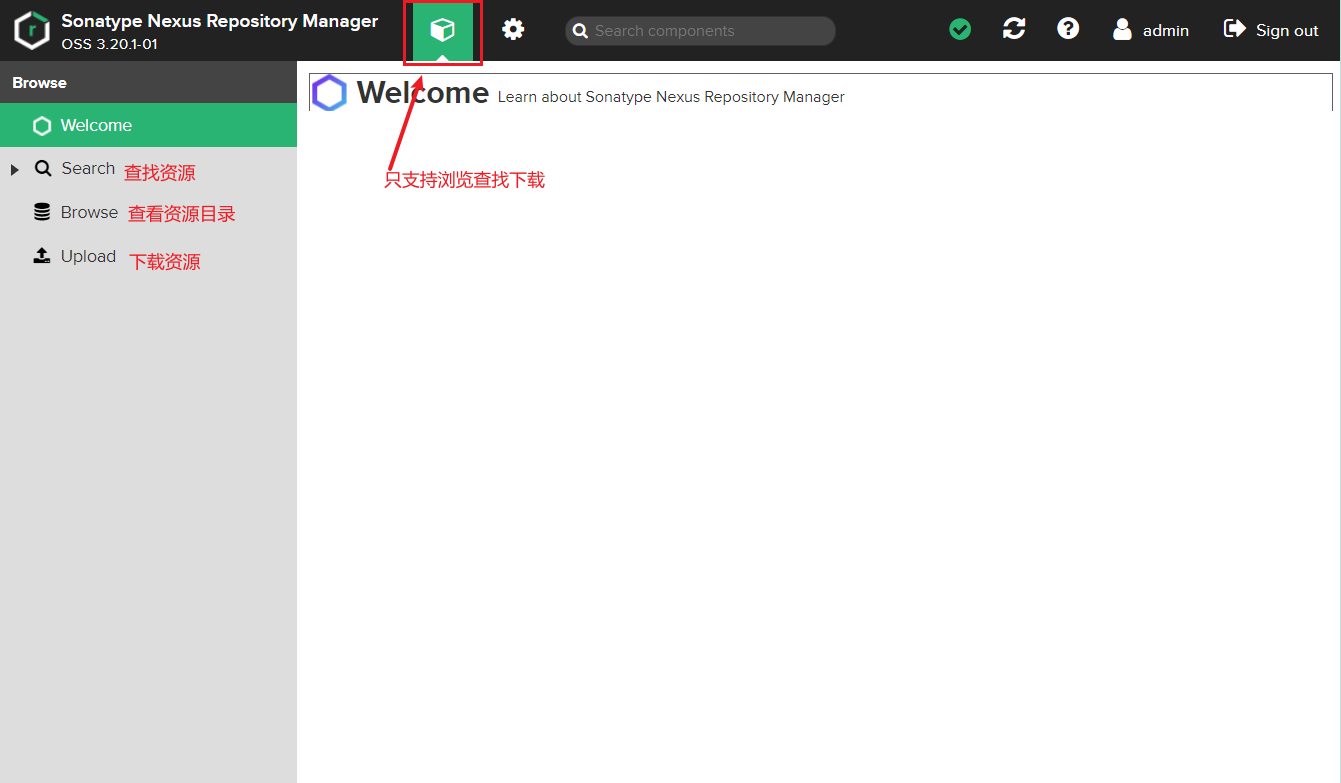 Sonatype Nexus Repository Manager
OSS 3.20.1-01
Search components
admin
Sign out
Browse
Welcome
Welcome Learn about Sonatype Nexus Repository Manager
Search 查找资源
只支持浏览查找下载
Browse 查看资源目录
Upload 下载资源